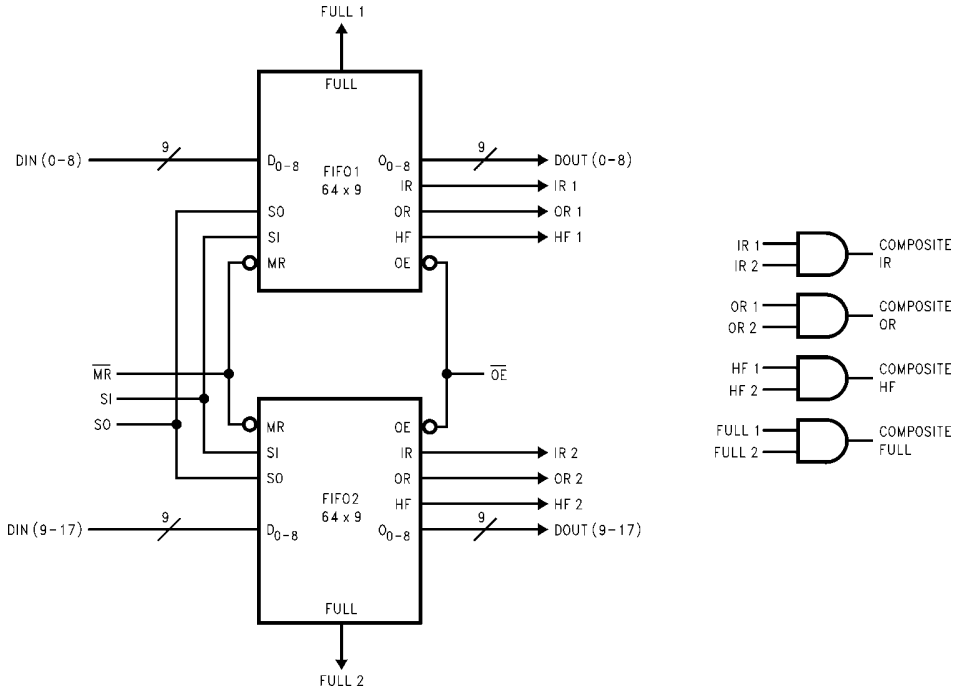 FULL 1
FULL
9
DIN (0-8)
D0-8
FIFO1
64 x 9
O0-8
9
DOUT (0-8)
IR
IR 1
SO
OR
OR 1
SI
HF
HF 1
MR
OE
MR
SI
SO
OE
MR
OE
SI
IR
IR 2
SO
OR
OR 2
FIFO2
64 x 9
HF
HF 2
9
DIN (9-17)
D0-8
O0-8
9
DOUT (9-17)
FULL
FULL 2
IR 1
IR 2
COMPOSITE
IR
OR 1
OR 2
COMPOSITE
OR
HF 1
HF 2
COMPOSITE
HF
FULL 1
FULL 2
COMPOSITE
FULL